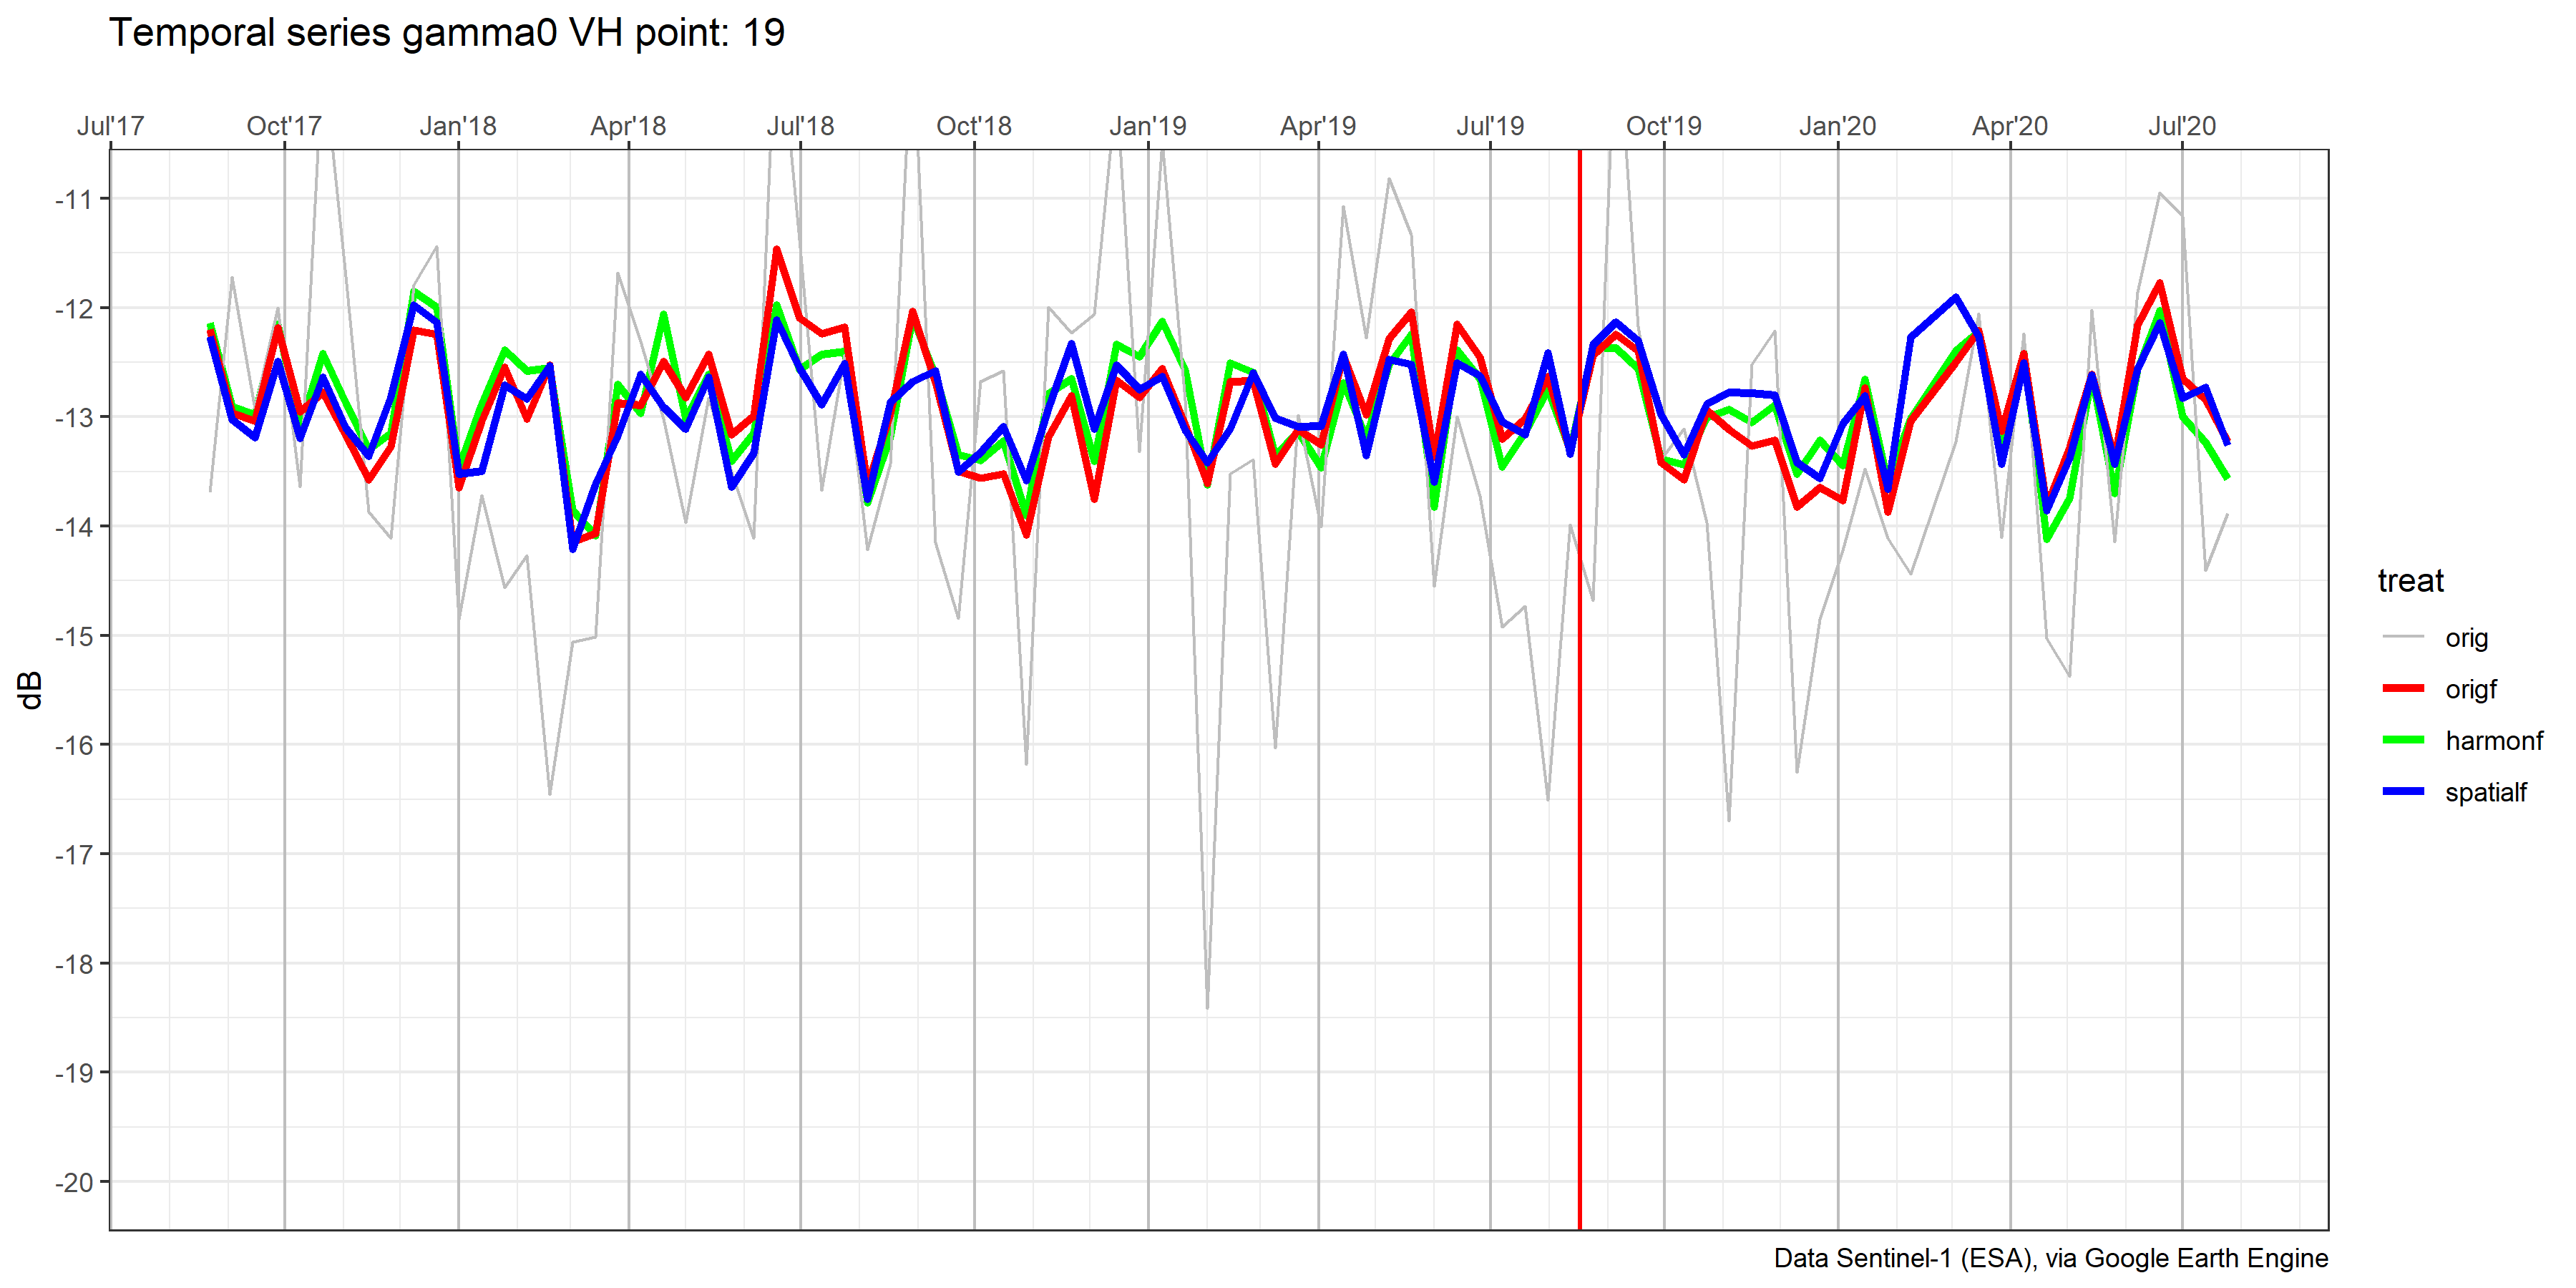 Temporal series gamma0 VH point: 19
Jul'17 Oct'17 Jan'18 Apr'18 Jul'18 Oct'18 Jan'19 Apr'19 Jul'19 Oct'19 Jan'20 Apr'20 Jul'20
-11
-12
-13
-14
-15
-16
-17
-18
-19
-20
dB
treat
orig
origf
harmonf
spatialf
Data Sentinel-1 (ESA), via Google Earth Engine